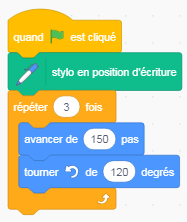 quand est cliqué
stylo en position d'écriture
répéter 3 fois
avancer de 150 pas
tourner de 120 degrés